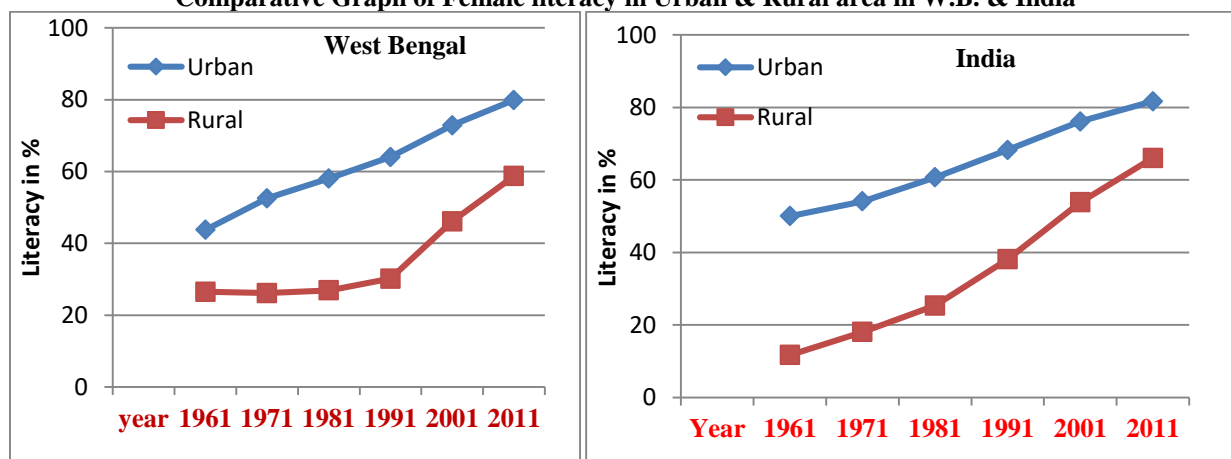 Comparative Graph of Female literacy in Urban & Rural area in W.B. & India
West Bengal
Urban
Rural
Literacy in %
100
80
60
40
20
0
year 1961 1971 1981 1991 2001 2011
India
Urban
Rural
Literacy in %
100
80
60
40
20
0
Year 1961 1971 1981 1991 2001 2011